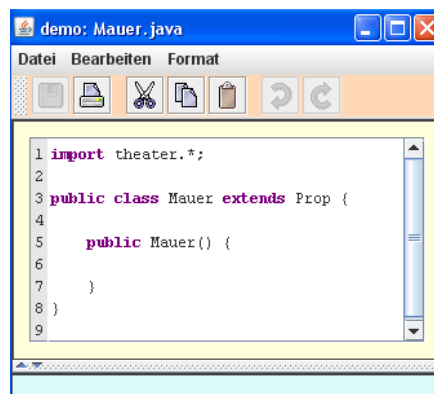 demo: Mauer.java
Datei Bearbeiten Format
1 import theater.*;
2
3 public class Mauer extends Prop {
4
5     public Mauer() {
6
7     }
8 }
9